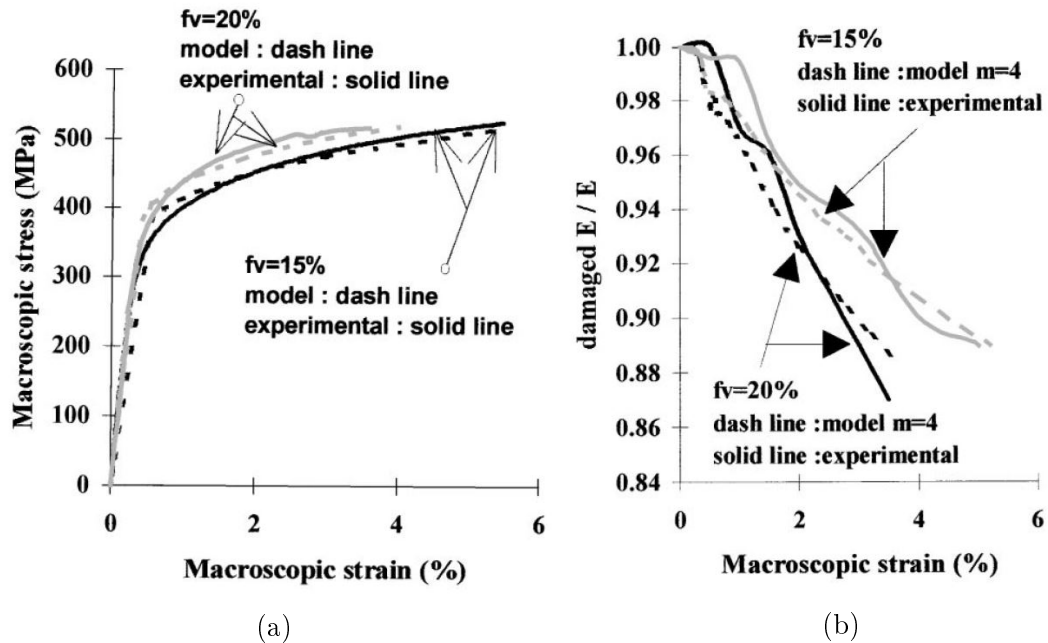 fv=20%
model : dash line
experimental : solid line
600
500
400
300
200
100
0
Macroscopic stress (MPa)
fv=15%
model : dash line
experimental : solid line
0
2
4
6
Macroscopic strain (%)
(a)
1.00
0.98
0.96
0.94
0.92
0.90
0.88
0.86
0.84
damaged E / E
fv=15%
dash line :model m=4
solid line :experimental
fv=20%
dash line :model m=4
solid line :experimental
0
2
4
6
Macroscopic strain (%)
(b)